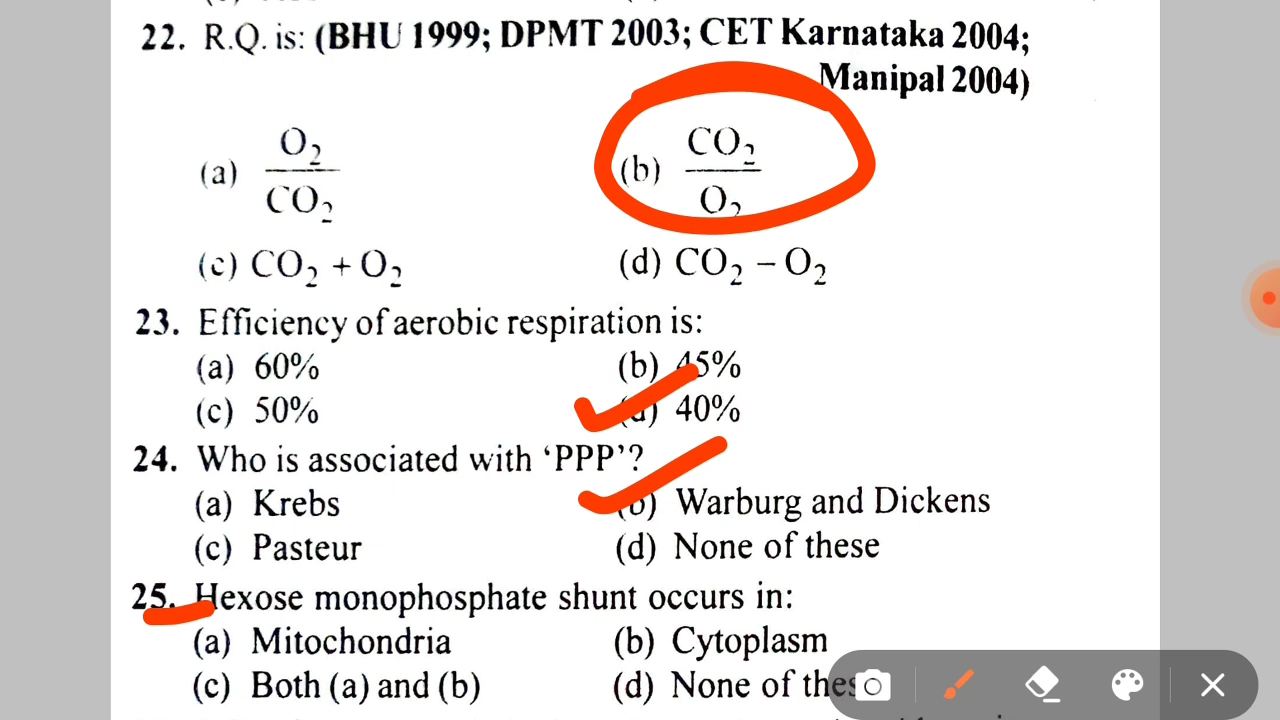 22. R.Q. is: (BHU 1999; DPMT 2003; CET Karnataka 2004;
Manipal 2004)
(a) O₂/CO₂ (b) CO₂/O₂
(c) CO₂ + O₂ (d) CO₂ – O₂
23. Efficiency of aerobic respiration is:
(a) 60% (b) 45%
(c) 50% (d) 40%
24. Who is associated with ‘PPP’?
(a) Krebs (b) Warburg and Dickens
(c) Pasteur (d) None of these
25. Hexose monophosphate shunt occurs in:
(a) Mitochondria (b) Cytoplasm
(c) Both (a) and (b) (d) None of these